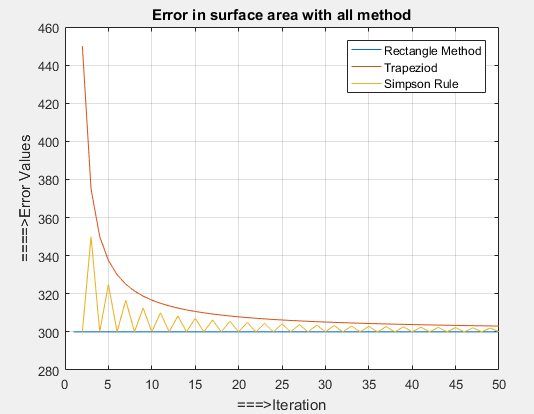 Error in surface area with all method
460
440
420
400
380
360
340
320
300
280
====>Error Values
Rectangle Method
Trapeziod
Simpson Rule
0 5 10 15 20 25 30 35 40 45 50
===>Iteration